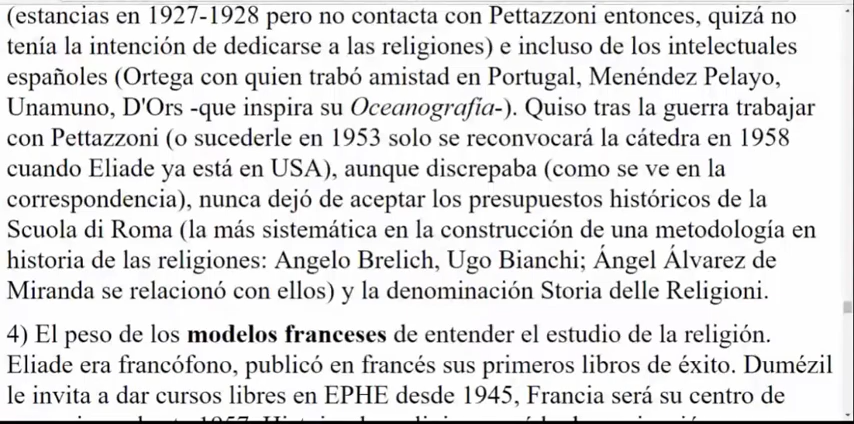 (estancias en 1927-1928 pero no contacta con Pettazzoni entonces, quizá no
tenía la intención de dedicarse a las religiones) e incluso de los intelectuales
españoles (Ortega con quien trabó amistad en Portugal, Menéndez Pelayo,
Unamuno, D'Ors -que inspira su Oceanografía-). Quiso tras la guerra trabajar
con Pettazzoni (o sucederle en 1953 solo se reconvocará la cátedra en 1958
cuando Eliade ya está en USA), aunque discrepaba (como se ve en la
correspondencia), nunca dejó de aceptar los presupuestos históricos de la
Scuola di Roma (la más sistemática en la construcción de una metodología en
historia de las religiones: Angelo Brelich, Ugo Bianchi; Ángel Álvarez de
Miranda se relacionó con ellos) y la denominación Storia delle Religioni.
4) El peso de los modelos franceses de entender el estudio de la religión.
Eliade era francófono, publicó en francés sus primeros libros de éxito. Dumézil
le invita a dar cursos libres en EPHE desde 1945, Francia será su centro de